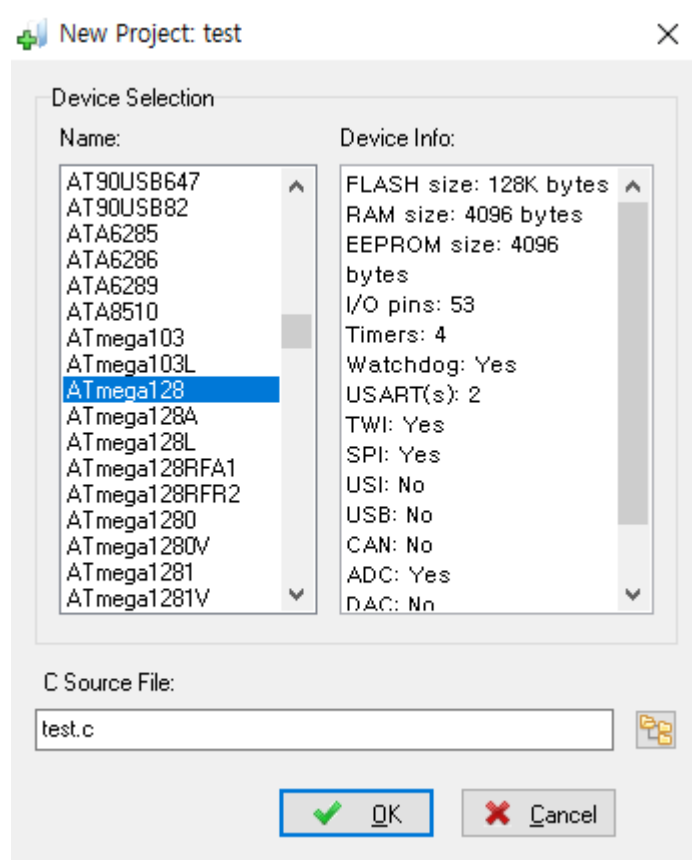 New Project: test
Device Selection
Name:
AT90USB647
AT90USB82
ATA6285
ATA6286
ATA6289
ATA8510
ATmega103
ATmega103L
ATmega128
ATmega128A
ATmega128L
ATmega128RFA1
ATmega128RFR2
ATmega1280
ATmega1280V
ATmega1281
ATmega1281V
Device Info:
FLASH size: 128K bytes
RAM size: 4096 bytes
EEPROM size: 4096
bytes
I/O pins: 53
Timers: 4
Watchdog: Yes
USART(s): 2
TWI: Yes
SPI: Yes
USI: No
USB: No
CAN: No
ADC: Yes
DAC: No
C Source File:
test.c
OK
Cancel